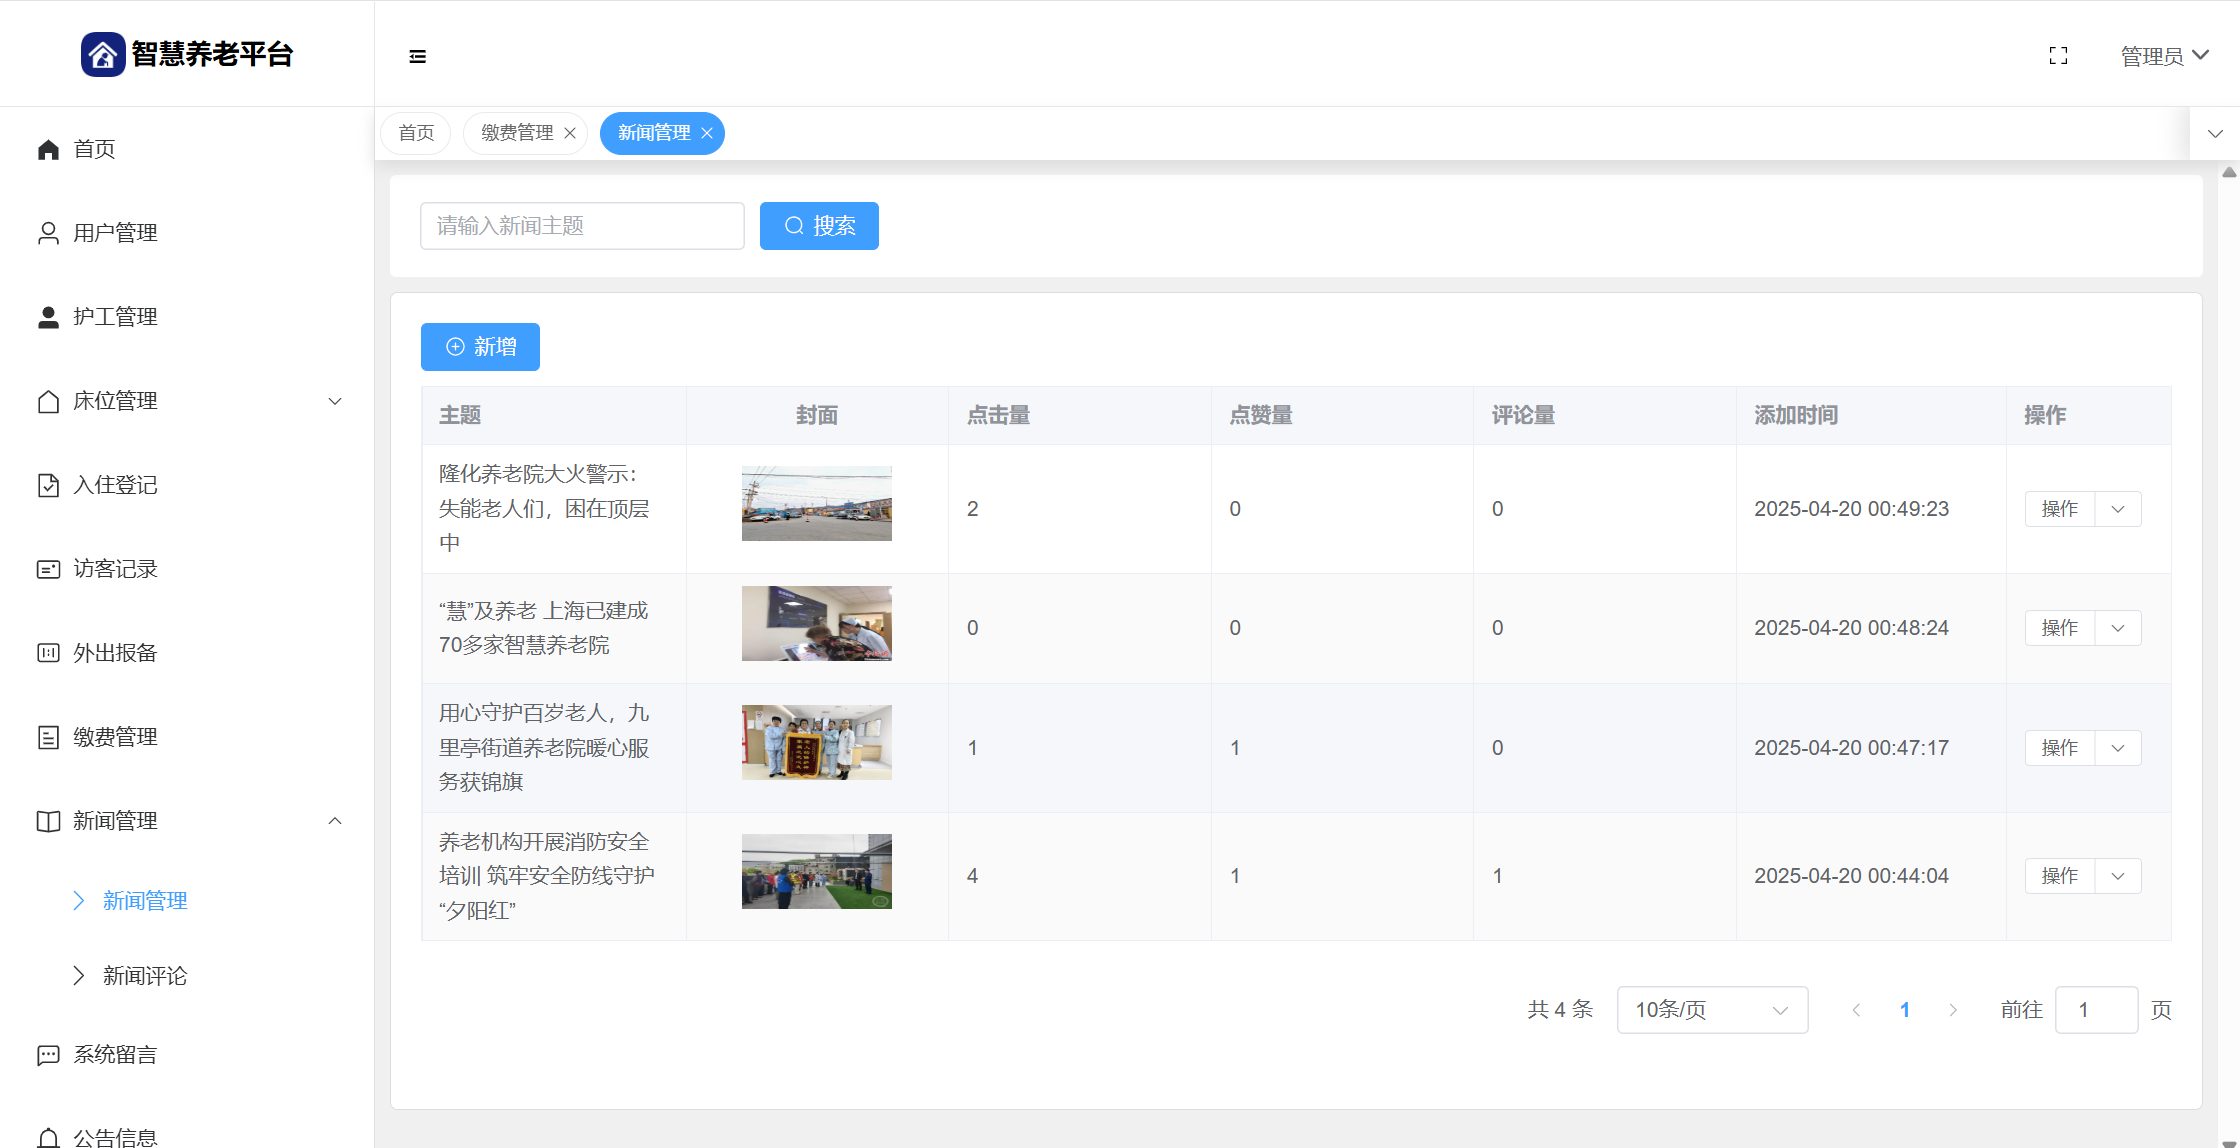 智慧养老平台
管理员
首页
缴费管理
新闻管理
首页
用户管理
护工管理
床位管理
入住登记
访客记录
外出报备
缴费管理
新闻管理
新闻管理
新闻评论
系统留言
公告信息
请输入新闻主题
搜索
新增
主题 封面 点击量 点赞量 评论量 添加时间 操作
隆化养老院大火警示：
失能老人们，困在顶层
中
2 0 0 2025-04-20 00:49:23 操作
“慧”及养老 上海已建成
70多家智慧养老院
0 0 0 2025-04-20 00:48:24 操作
用心守护百岁老人，九
里亭街道养老院暖心服
务获锦旗
1 1 0 2025-04-20 00:47:17 操作
养老机构开展消防安全
培训| 筑牢安全防线守护
“夕阳红”
4 1 1 2025-04-20 00:44:04 操作
共 4 条 10条/页 1 前往 1 页